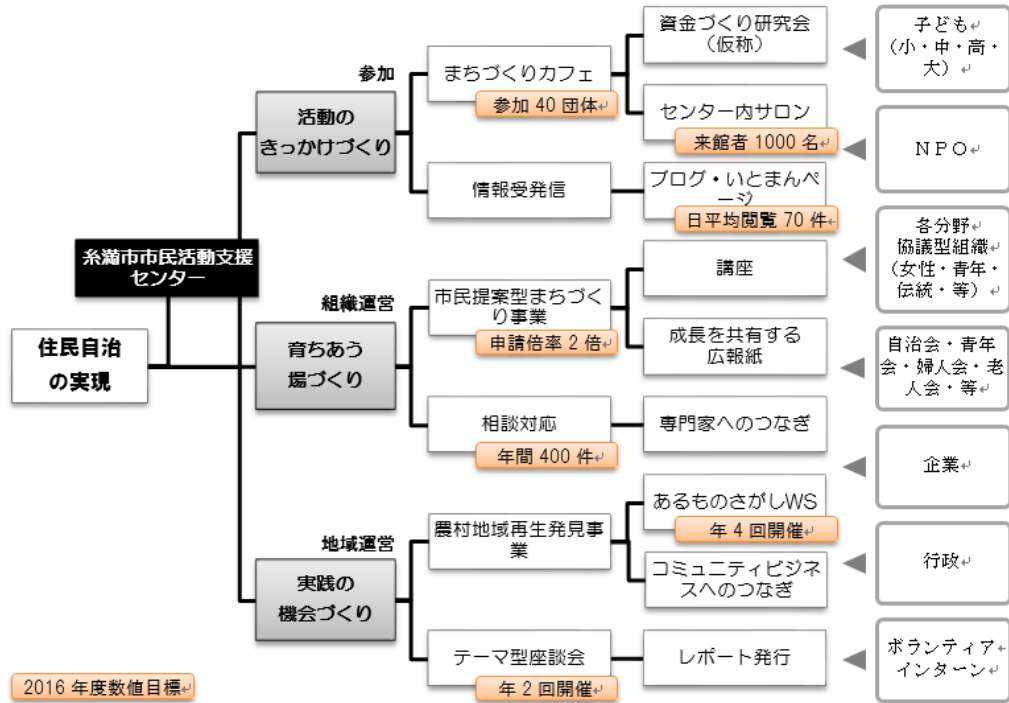 住民自治
の実現
糸満市市民活動支援
センター
参加
活動の
きっかけづくり
まちづくりカフェ
参加 40 団体
資金づくり研究会
(仮称)
センター内サロン
来館者 1000 名
情報受発信
ブログ・いとまんペ
ージ
日平均閲覧 70 件
組織運営
育ちあう
場づくり
市民提案型まちづく
り事業
申請倍率 2 倍
講座
成長を共有する
広報紙
相談対応
年間 400 件
専門家へのつなぎ
地域運営
実践の
機会づくり
農村地域再生発見事
業
あるものさがしWS
年 4 回開催
コミュニティビジネ
スへのつなぎ
テーマ型座談会
年 2 回開催
レポート発行
子ども
(小・中・高・
大)
NPO
各分野
協議型組織
(女性・青年・
伝統・等)
自治会・青年
会・婦人会・老
人会・等
企業
行政
ボランティア
インターン
2016 年度数値目標